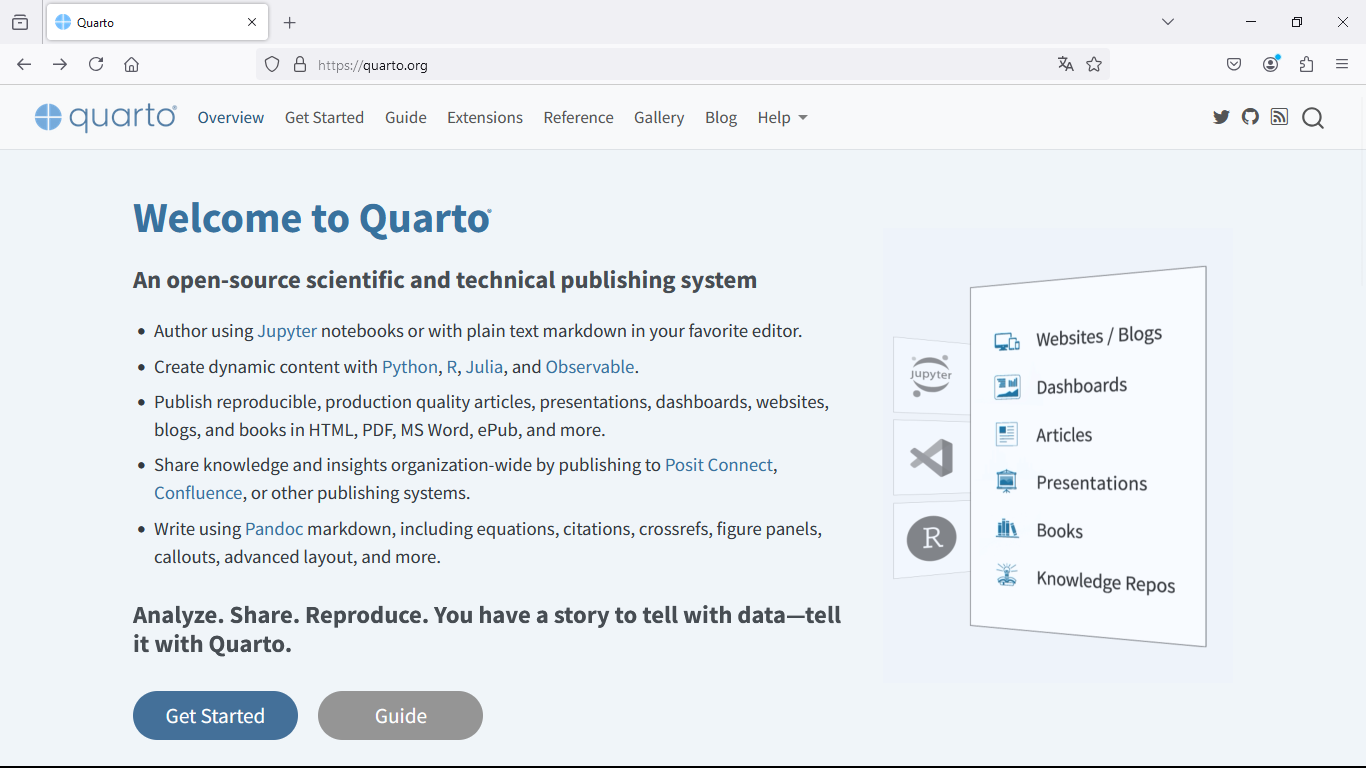 Quarto
https://quarto.org
quarto
Overview
Get Started
Guide
Extensions
Reference
Gallery
Blog
Help
Welcome to Quarto
An open-source scientific and technical publishing system
• Author using Jupyter notebooks or with plain text markdown in your favorite editor.
• Create dynamic content with Python, R, Julia, and Observable.
• Publish reproducible, production quality articles, presentations, dashboards, websites,
blogs, and books in HTML, PDF, MS Word, ePub, and more.
• Share knowledge and insights organization-wide by publishing to Posit Connect,
Confluence, or other publishing systems.
• Write using Pandoc markdown, including equations, citations, crossrefs, figure panels,
callouts, advanced layout, and more.
Analyze. Share. Reproduce. You have a story to tell with data—tell
it with Quarto.
Get Started
Guide
Jupyter
R
Websites / Blogs
Dashboards
Articles
Presentations
Books
Knowledge Repos